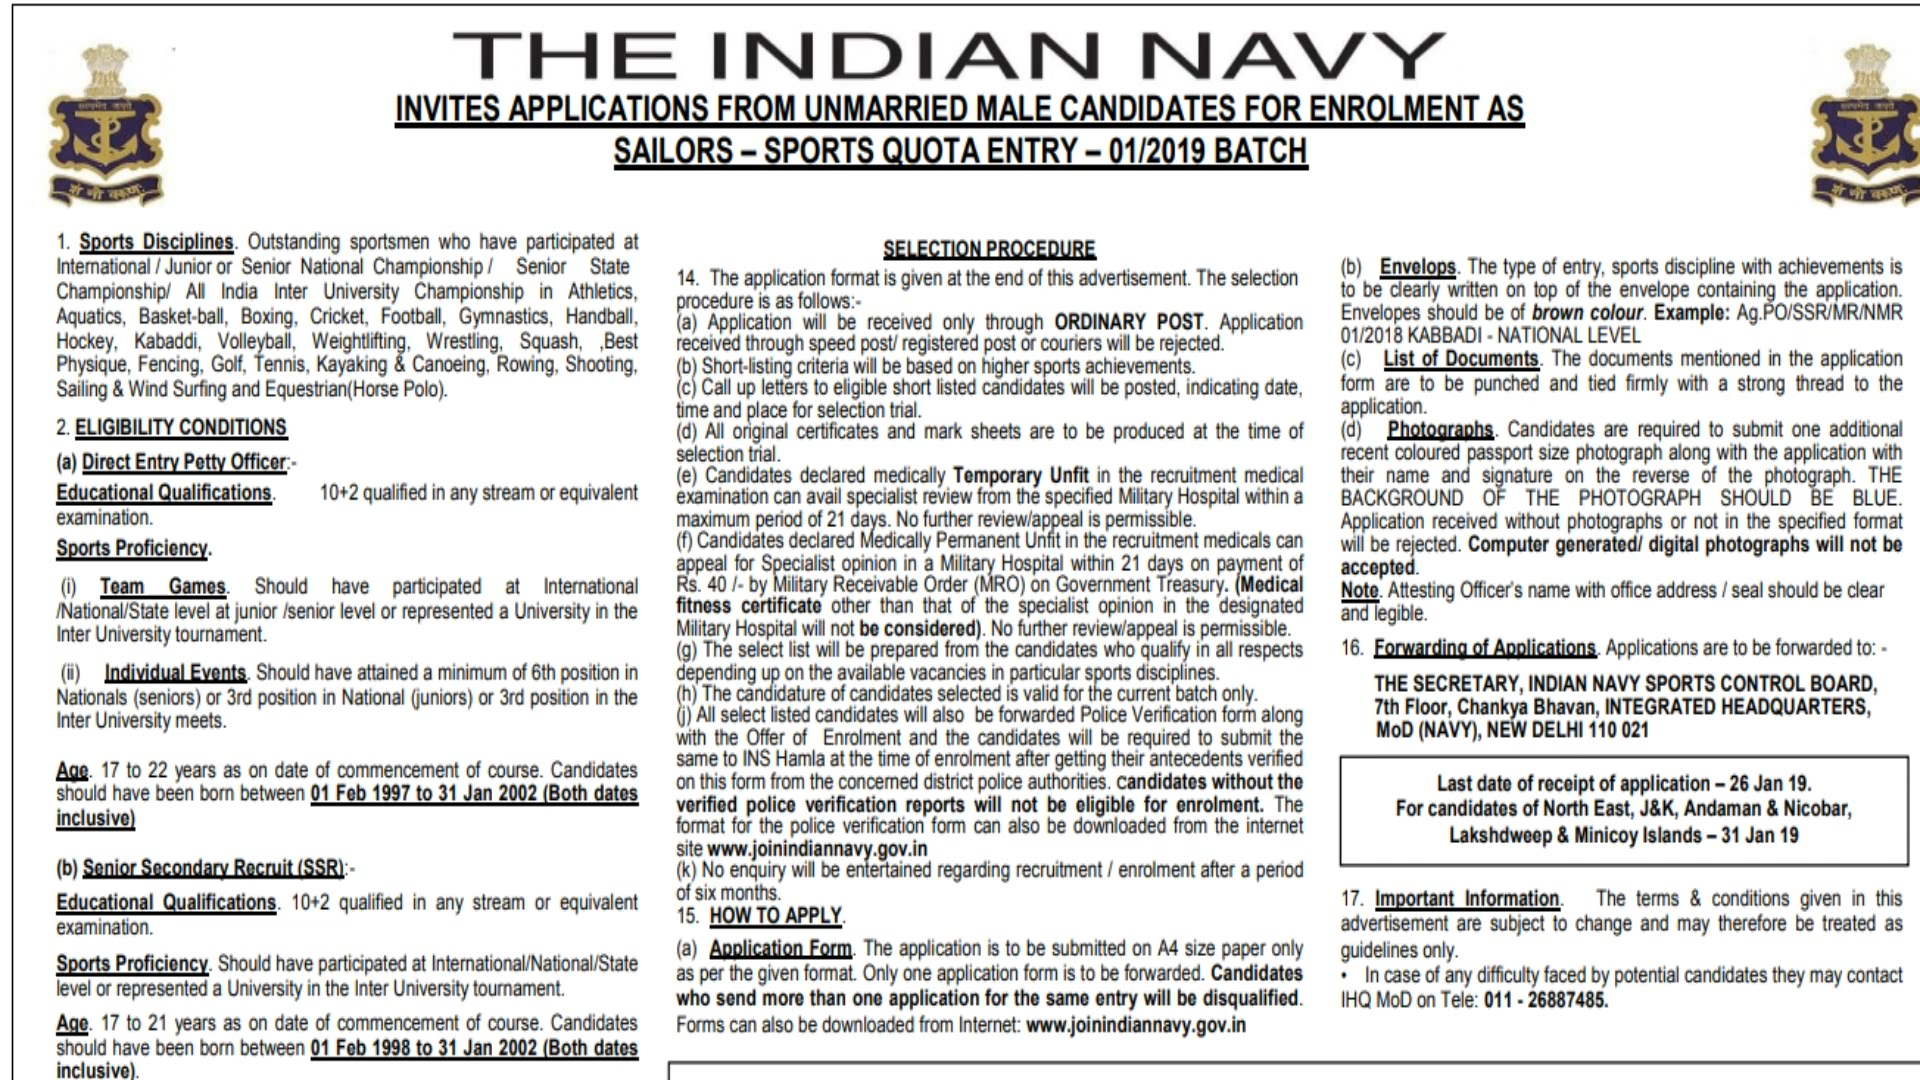 THE INDIAN NAVY
INVITES APPLICATIONS FROM UNMARRIED MALE CANDIDATES FOR ENROLMENT AS
SAILORS – SPORTS QUOTA ENTRY – 01/2019 BATCH
सत्यमेव जयते
शं नो वरुणः
सत्यमेव जयते
शं नो वरुणः
1. Sports Disciplines. Outstanding sportsmen who have participated at
International / Junior or Senior National Championship / Senior State
Championship/ All India Inter University Championship in Athletics,
Aquatics, Basket-ball, Boxing, Cricket, Football, Gymnastics, Handball,
Hockey, Kabaddi, Volleyball, Weightlifting, Wrestling, Squash, ,Best
Physique, Fencing, Golf, Tennis, Kayaking & Canoeing, Rowing, Shooting,
Sailing & Wind Surfing and Equestrian(Horse Polo).
2. ELIGIBILITY CONDITIONS
(a) Direct Entry Petty Officer:-
Educational Qualifications. 10+2 qualified in any stream or equivalent
examination.
Sports Proficiency.
(i) Team Games. Should have participated at International
/National/State level at junior /senior level or represented a University in the
Inter University tournament.
(ii) Individual Events. Should have attained a minimum of 6th position in
Nationals (seniors) or 3rd position in National (juniors) or 3rd position in the
Inter University meets.
Age. 17 to 22 years as on date of commencement of course. Candidates
should have been born between 01 Feb 1997 to 31 Jan 2002 (Both dates
inclusive)
(b) Senior Secondary Recruit (SSR):-
Educational Qualifications. 10+2 qualified in any stream or equivalent
examination.
Sports Proficiency. Should have participated at International/National/State
level or represented a University in the Inter University tournament.
Age. 17 to 21 years as on date of commencement of course. Candidates
should have been born between 01 Feb 1998 to 31 Jan 2002 (Both dates
inclusive).
SELECTION PROCEDURE
14. The application format is given at the end of this advertisement. The selection
procedure is as follows:-
(a) Application will be received only through ORDINARY POST. Application
received through speed post/ registered post or couriers will be rejected.
(b) Short-listing criteria will be based on higher sports achievements.
(c) Call up letters to eligible short listed candidates will be posted, indicating date,
time and place for selection trial.
(d) All original certificates and mark sheets are to be produced at the time of
selection trial.
(e) Candidates declared medically Temporary Unfit in the recruitment medical
examination can avail specialist review from the specified Military Hospital within a
maximum period of 21 days. No further review/appeal is permissible.
(f) Candidates declared Medically Permanent Unfit in the recruitment medicals can
appeal for Specialist opinion in a Military Hospital within 21 days on payment of
Rs. 40 /- by Military Receivable Order (MRO) on Government Treasury. (Medical
fitness certificate other than that of the specialist opinion in the designated
Military Hospital will not be considered). No further review/appeal is permissible.
(g) The select list will be prepared from the candidates who qualify in all respects
depending up on the available vacancies in particular sports disciplines.
(h) The candidature of candidates selected is valid for the current batch only.
(j) All select listed candidates will also be forwarded Police Verification form along
with the Offer of Enrolment and the candidates will be required to submit the
same to INS Hamla at the time of enrolment after getting their antecedents verified
on this form from the concerned district police authorities. Candidates without the
verified police verification reports will not be eligible for enrolment. The
format for the police verification form can also be downloaded from the internet
site www.joinindiannavy.gov.in
(k) No enquiry will be entertained regarding recruitment / enrolment after a period
of six months.
15. HOW TO APPLY.
(a) Application Form. The application is to be submitted on A4 size paper only
as per the given format. Only one application form is to be forwarded. Candidates
who send more than one application for the same entry will be disqualified.
Forms can also be downloaded from Internet: www.joinindiannavy.gov.in
(b) Envelops. The type of entry, sports discipline with achievements is
to be clearly written on top of the envelope containing the application.
Envelopes should be of brown colour. Example: Ag.PO/SSR/MR/NMR
01/2018 KABBADI - NATIONAL LEVEL
(c) List of Documents. The documents mentioned in the application
form are to be punched and tied firmly with a strong thread to the
application.
(d) Photographs. Candidates are required to submit one additional
recent coloured passport size photograph along with the application with
their name and signature on the reverse of the photograph. THE
BACKGROUND OF THE PHOTOGRAPH SHOULD BE BLUE.
Application received without photographs or not in the specified format
will be rejected. Computer generated/ digital photographs will not be
accepted.
Note. Attesting Officer's name with office address / seal should be clear
and legible.
16. Forwarding of Applications. Applications are to be forwarded to: -
THE SECRETARY, INDIAN NAVY SPORTS CONTROL BOARD,
7th Floor, Chankya Bhavan, INTEGRATED HEADQUARTERS,
MoD (NAVY), NEW DELHI 110 021
Last date of receipt of application – 26 Jan 19.
For candidates of North East, J&K, Andaman & Nicobar,
Lakshdweep & Minicoy Islands – 31 Jan 19
17. Important Information. The terms & conditions given in this
advertisement are subject to change and may therefore be treated as
guidelines only.
• In case of any difficulty faced by potential candidates they may contact
IHQ MoD on Tele: 011 - 26887485.